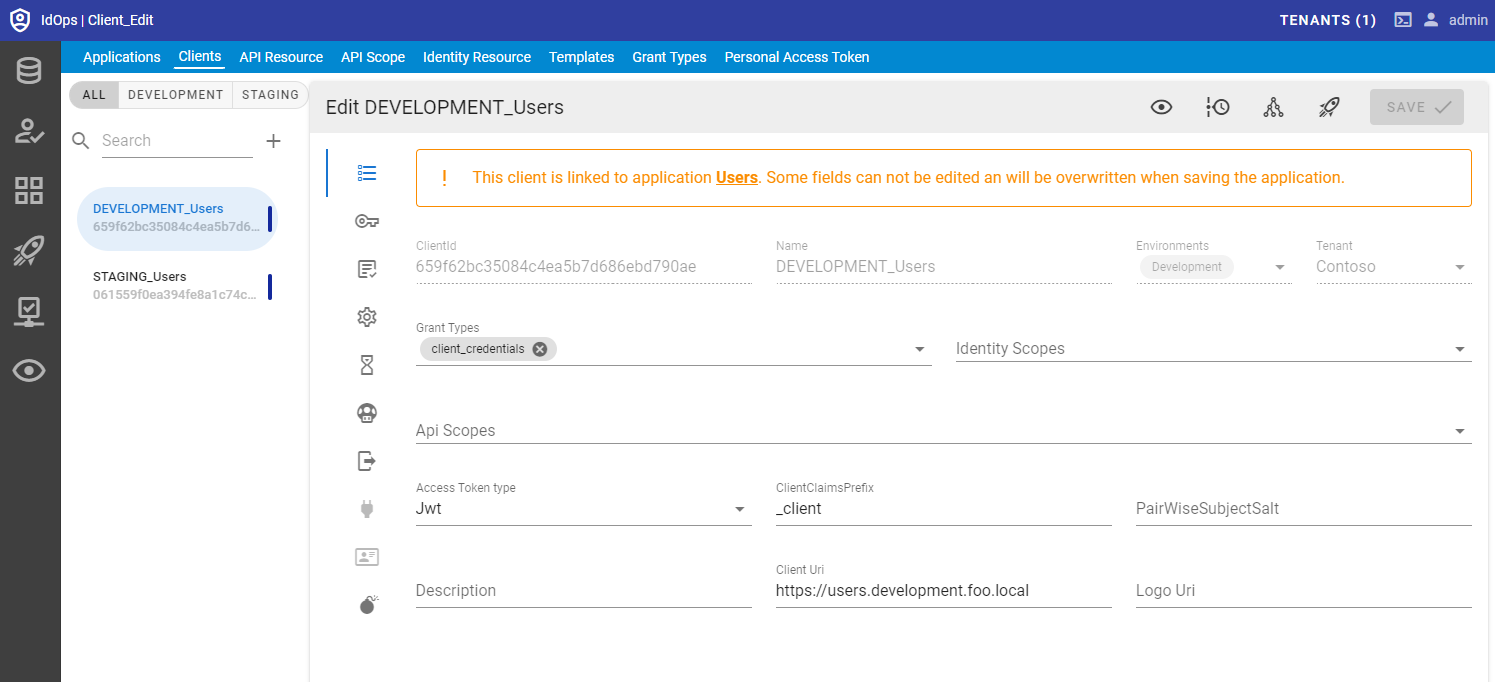 IdOps | Client_Edit
TENANTS (1)
admin
Applications
Clients
API Resource
API Scope
Identity Resource
Templates
Grant Types
Personal Access Token
ALL
DEVELOPMENT
STAGING
Search
DEVELOPMENT_Users
659f62bc35084c4ea5b7d6...
STAGING_Users
061559f0ea394fe8a1c74c...
Edit DEVELOPMENT_Users
SAVE
This client is linked to application Users. Some fields can not be edited an will be overwritten when saving the application.
ClientId
659f62bc35084c4ea5b7d686ebd790ae
Name
DEVELOPMENT_Users
Environments
Development
Tenant
Contoso
Grant Types
client_credentials
Identity Scopes
Api Scopes
Access Token type
Jwt
ClientClaimsPrefix
_client
PairWiseSubjectSalt
Description
Client Uri
https://users.development.foo.local
Logo Uri